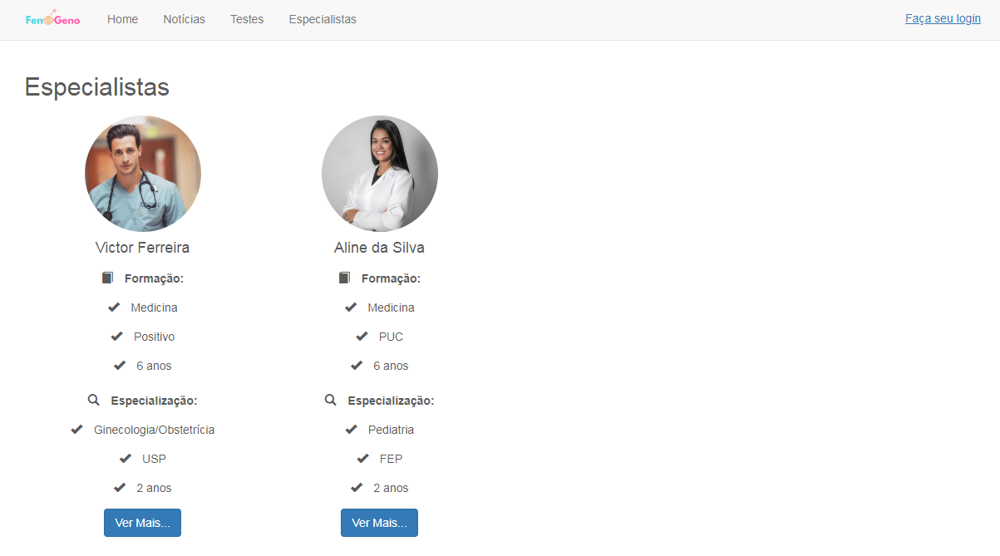 FenoGeno Home Notícias Testes Especialistas Faça seu login
Especialistas
Victor Ferreira
Formação:
Medicina
Positivo
6 anos
Especialização:
Ginecologia/Obstetrícia
USP
2 anos
Ver Mais...
Aline da Silva
Formação:
Medicina
PUC
6 anos
Especialização:
Pediatria
FEP
2 anos
Ver Mais...